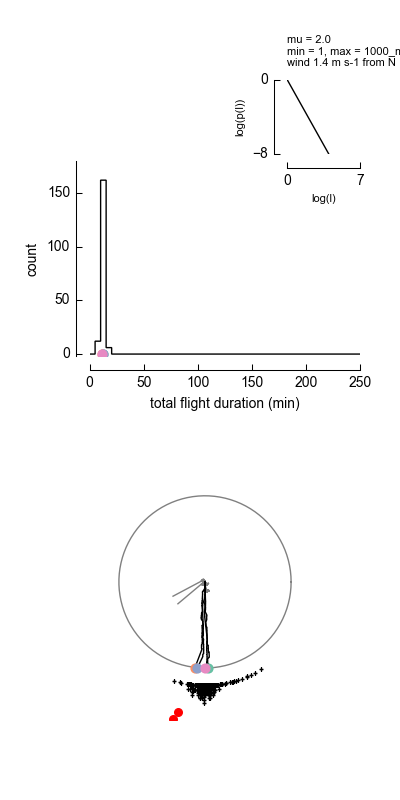 mu = 2.0
min = 1, max = 1000_m
wind 1.4 m s-1 from N
0
−8
log(p(l))
0 7
log(l)
150
100
50
0
count
0 50 100 150 200 250
total flight duration (min)